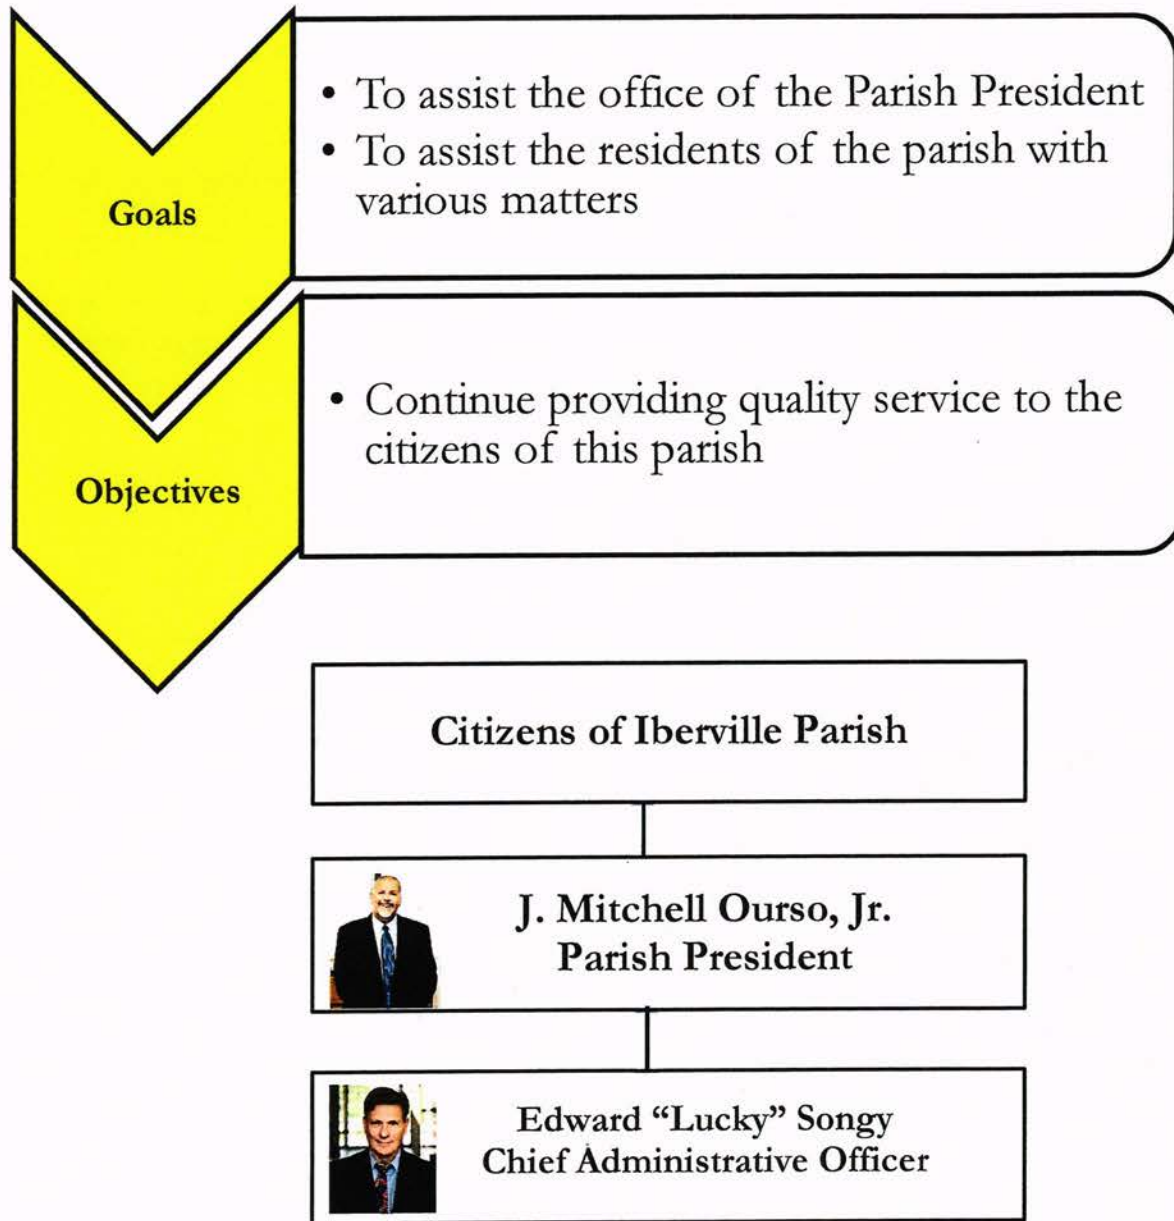 Goals
• To assist the office of the Parish President
• To assist the residents of the parish with
various matters
Objectives
• Continue providing quality service to the
citizens of this parish
Citizens of Iberville Parish
J. Mitchell Ourso, Jr.
Parish President
Edward “Lucky” Songy
Chief Administrative Officer